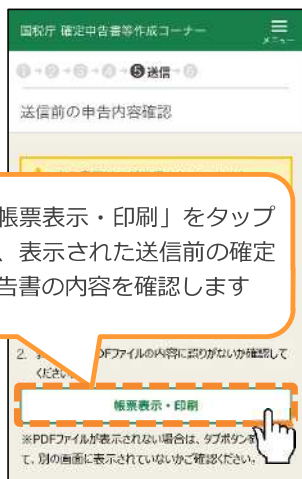 国税庁 確定申告書等作成コーナー
メニュー
❺送信
送信前の申告内容確認
帳票表示・印刷」をタップ
、表示された送信前の確定
告書の内容を確認します
2.
DFファイルの内容に誤りがないか確認して
ください
帳票表示・印刷
※PDFファイルが表示されない場合は、タブボタンを
て、別の画面に表示されていないかご確認ください。